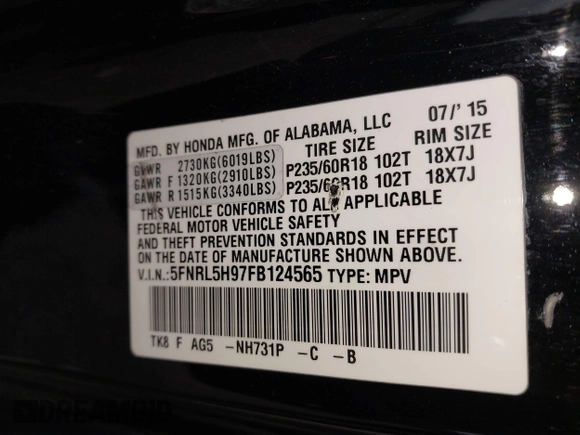 MFD. BY HONDA MFG. OF ALABAMA, LLC 07/'15
GVWR 2730KG(6019LBS) TIRE SIZE RIM SIZE
GAWR F 1320KG(2910LBS) P235/60R18 102T 18X7J
GAWR R 1515KG(3340LBS) P235/60R18 102T 18X7J
THIS VEHICLE CONFORMS TO ALL APPLICABLE
FEDERAL MOTOR VEHICLE SAFETY
AND THEFT PREVENTION STANDARDS IN EFFECT
ON THE DATE OF MANUFACTURE SHOWN ABOVE.
V.I.N.:5FNRL5H97FB124565 TYPE: MPV
TK8 F AG5 -NH731P -C -B
DREAMBID